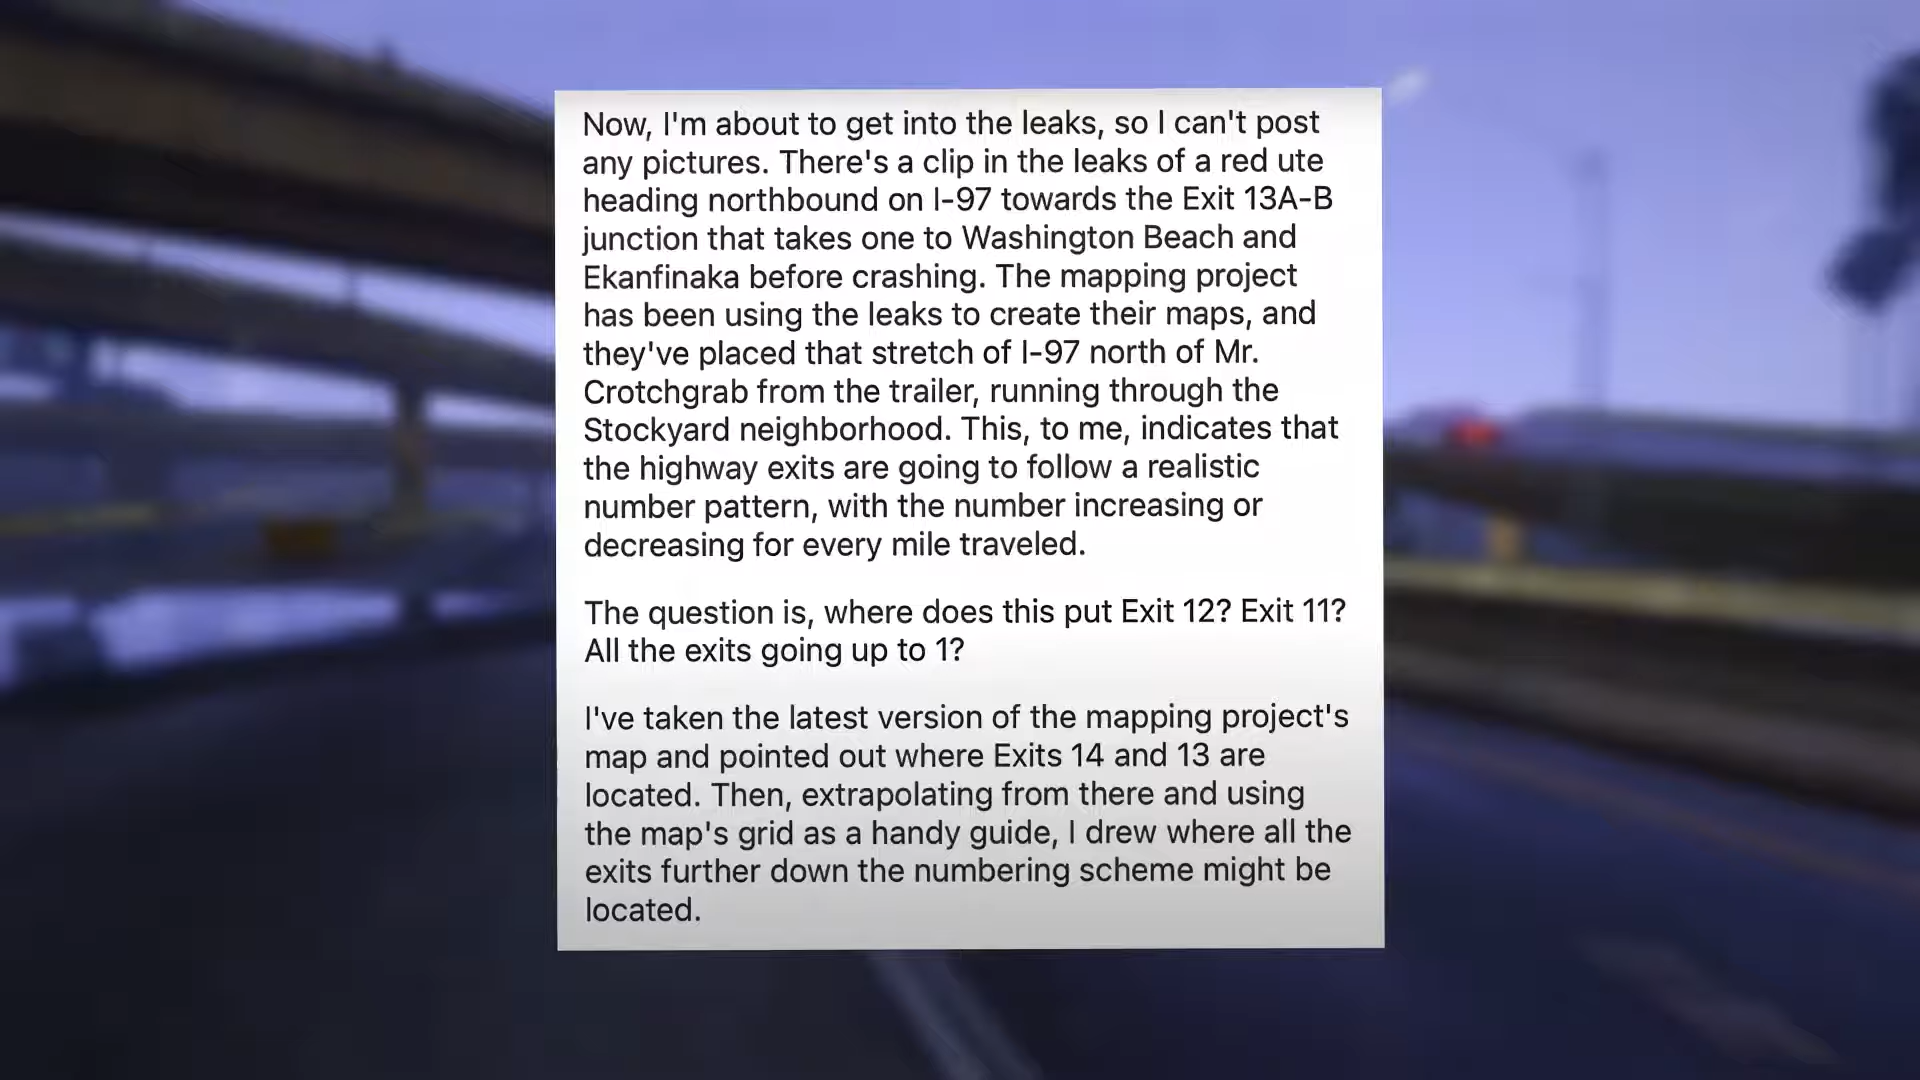 Now, I'm about to get into the leaks, so I can't post
any pictures. There's a clip in the leaks of a red ute
heading northbound on I-97 towards the Exit 13A-B
junction that takes one to Washington Beach and
Ekanfinaka before crashing. The mapping project
has been using the leaks to create their maps, and
they've placed that stretch of I-97 north of Mr.
Crotchgrab from the trailer, running through the
Stockyard neighborhood. This, to me, indicates that
the highway exits are going to follow a realistic
number pattern, with the number increasing or
decreasing for every mile traveled.
The question is, where does this put Exit 12? Exit 11?
All the exits going up to 1?
I've taken the latest version of the mapping project's
map and pointed out where Exits 14 and 13 are
located. Then, extrapolating from there and using
the map's grid as a handy guide, I drew where all the
exits further down the numbering scheme might be
located.